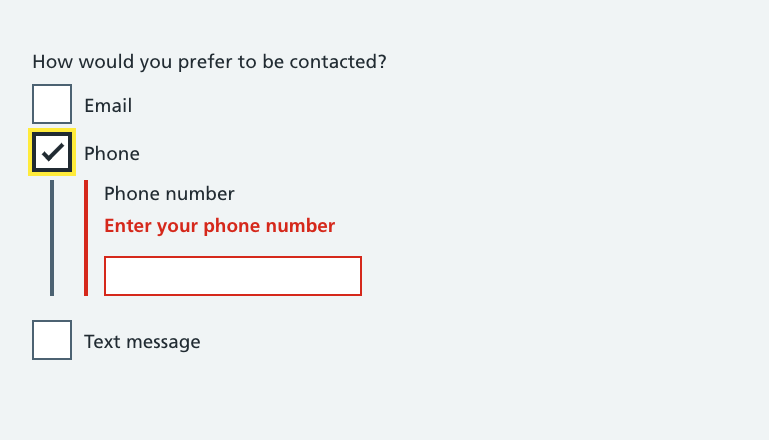 How would you prefer to be contacted?
Email
Phone
Phone number
Enter your phone number
Text message